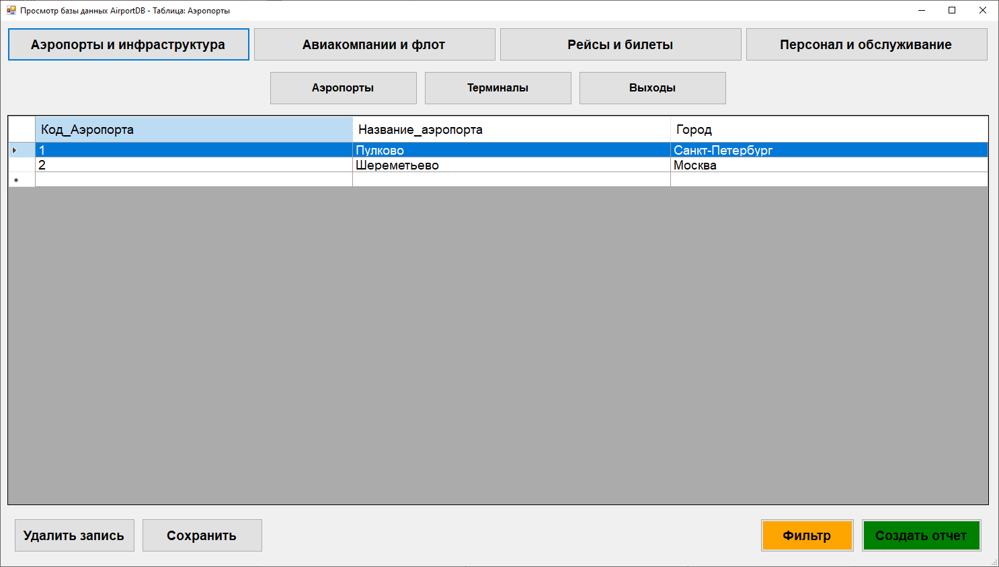 Просмотр базы данных AirportDB - Таблица: Аэропорты
Аэропорты и инфраструктура Авиакомпании и флот Рейсы и билеты Персонал и обслуживание
Аэропорты Терминалы Выходы
Код_Аэропорта Название_аэропорта Город
1 Пулково Санкт-Петербург
2 Шереметьево Москва
Удалить запись Сохранить Фильтр Создать отчет